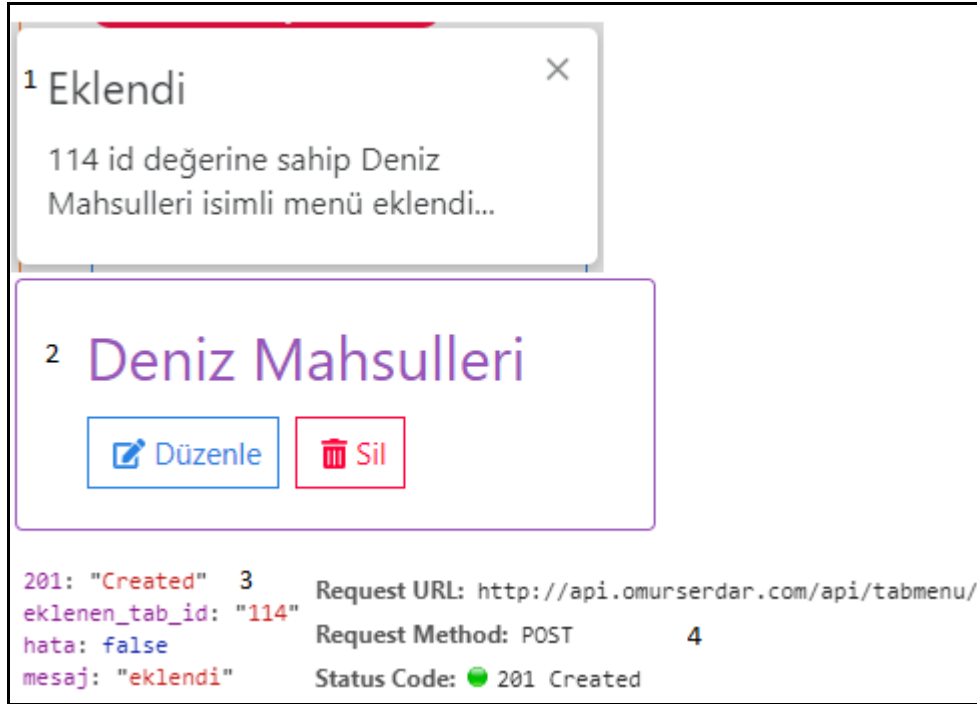 1 Eklendi
114 id değerine sahip Deniz
Mahsulleri isimli menü eklendi...
2 Deniz Mahsulleri
Düzenle Sil
201: "Created" 3
eklenen_tab_id: "114"
hata: false
mesaj: "eklendi"
Request URL: http://api.omurserdar.com/api/tabmenu/
Request Method: POST 4
Status Code: 201 Created